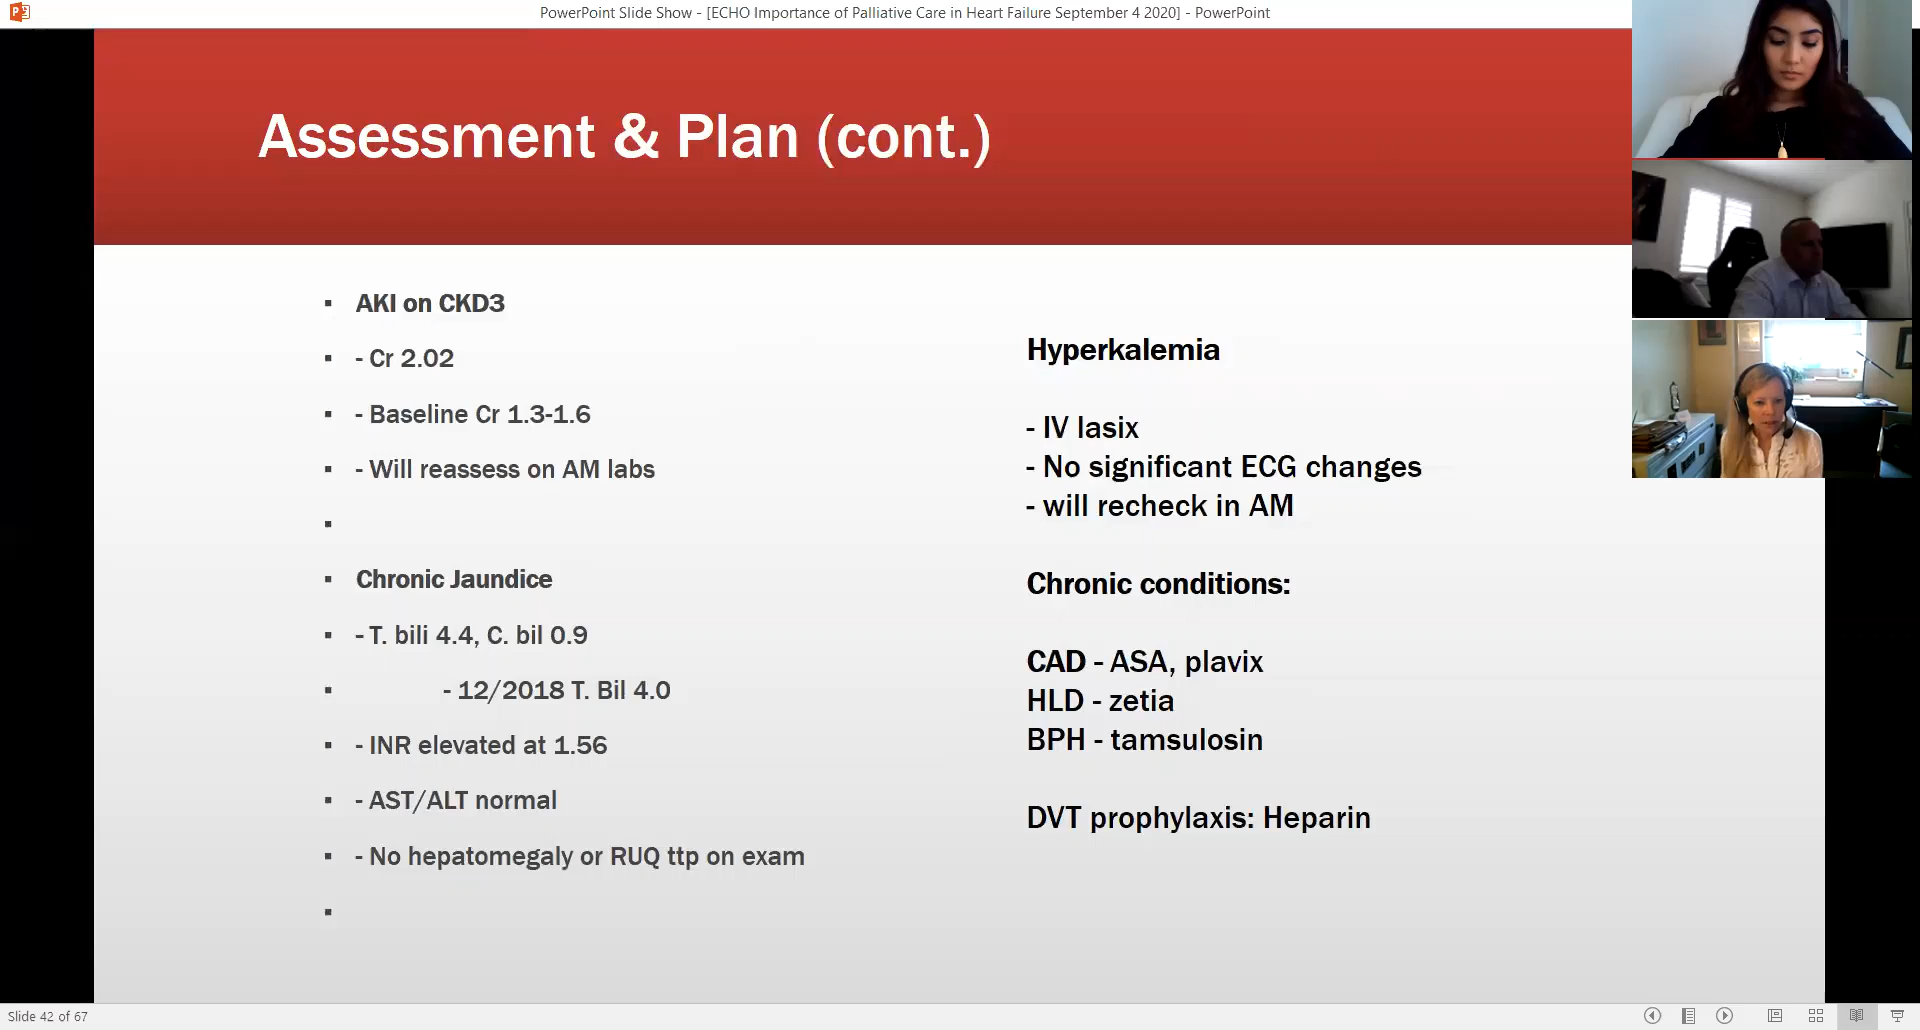 PowerPoint Slide Show - [ECHO Importance of Palliative Care in Heart Failure September 4 2020] - PowerPoint
Assessment & Plan (cont.)
AKI on CKD3
- Cr 2.02
- Baseline Cr 1.3-1.6
- Will reassess on AM labs
Chronic Jaundice
- T. bili 4.4, C. bil 0.9
- 12/2018 T. Bil 4.0
- INR elevated at 1.56
- AST/ALT normal
- No hepatomegaly or RUQ ttp on exam
Hyperkalemia
- IV lasix
- No significant ECG changes
- will recheck in AM
Chronic conditions:
CAD - ASA, plavix
HLD - zetia
BPH - tamsulosin
DVT prophylaxis: Heparin
Slide 42 of 67